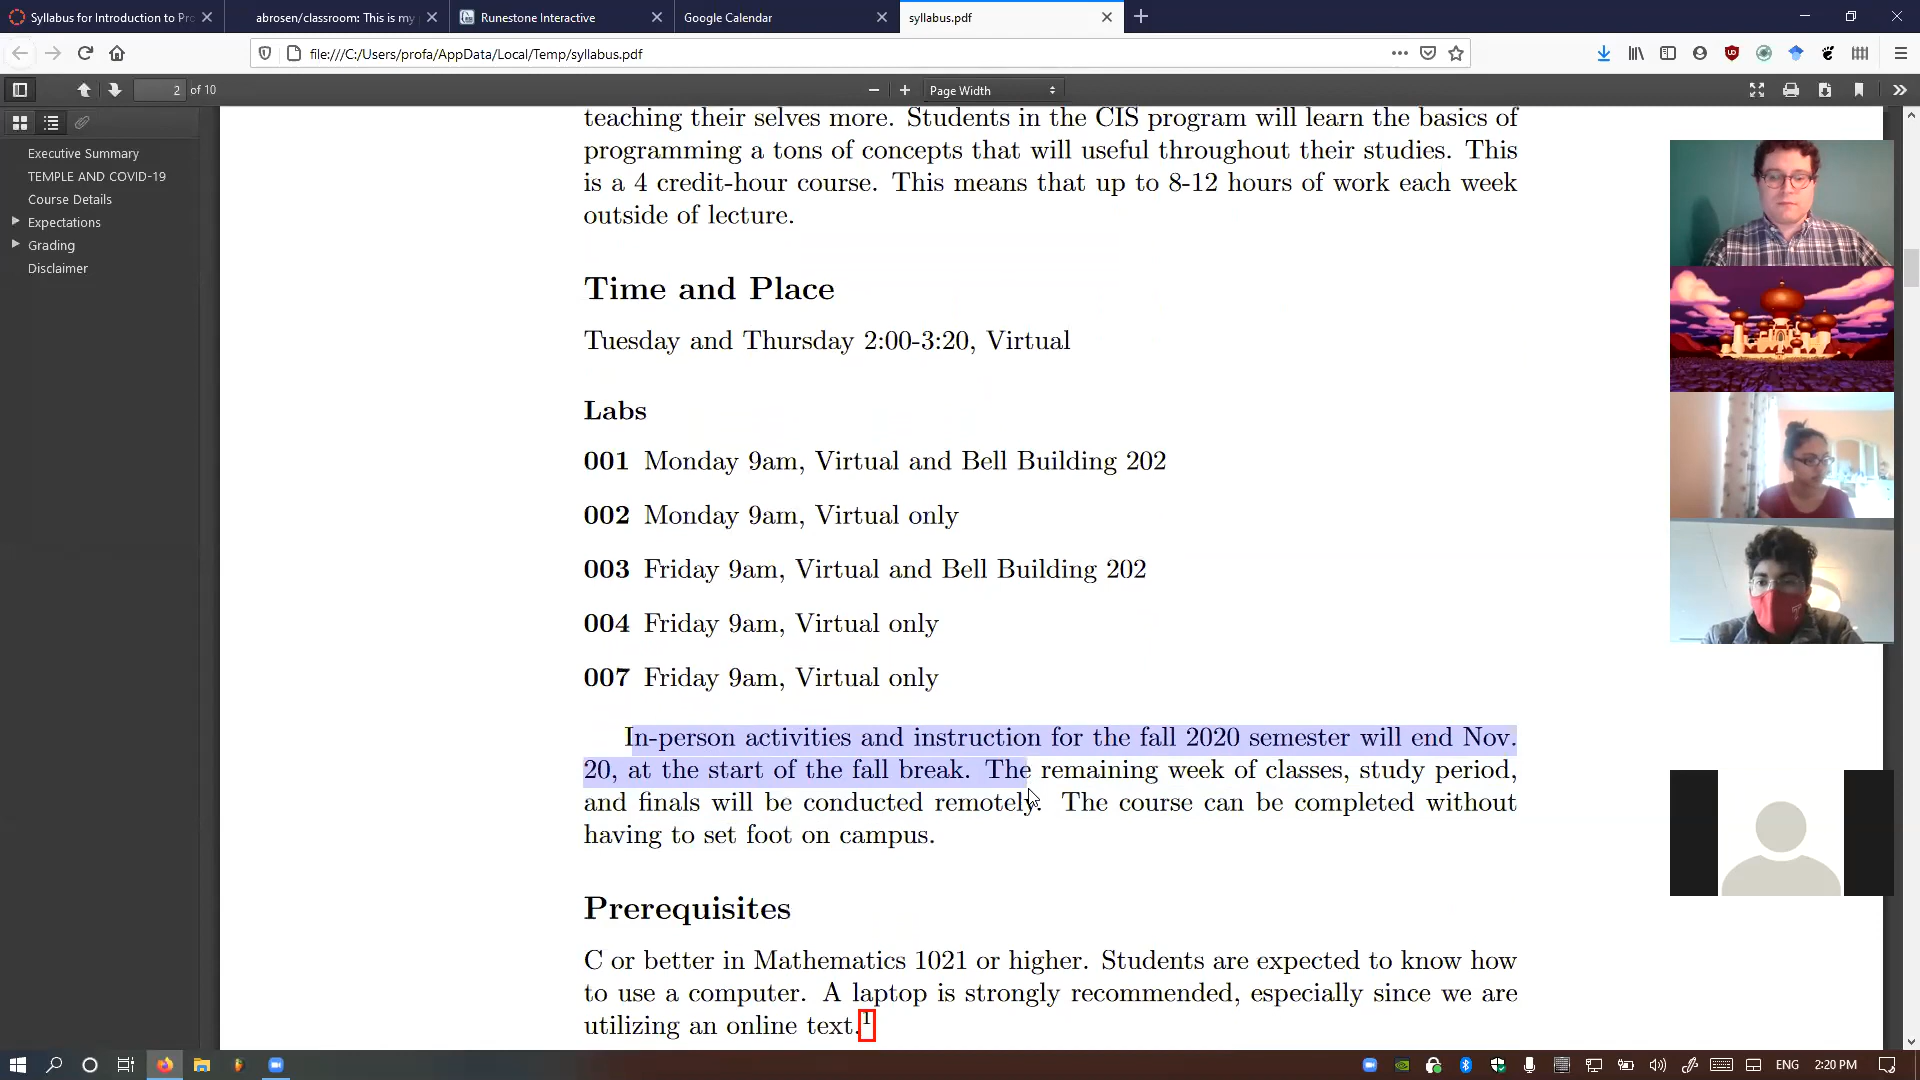 Syllabus for Introduction to Pro
abrosen/classroom: This is my
Runestone Interactive
Google Calendar
syllabus.pdf
file:///C:/Users/profa/AppData/Local/Temp/syllabus.pdf
2 of 10
Page Width
Executive Summary
TEMPLE AND COVID-19
Course Details
Expectations
Grading
Disclaimer
teaching their selves more. Students in the CIS program will learn the basics of
programming a tons of concepts that will useful throughout their studies. This
is a 4 credit-hour course. This means that up to 8-12 hours of work each week
outside of lecture.
Time and Place
Tuesday and Thursday 2:00-3:20, Virtual
Labs
001 Monday 9am, Virtual and Bell Building 202
002 Monday 9am, Virtual only
003 Friday 9am, Virtual and Bell Building 202
004 Friday 9am, Virtual only
007 Friday 9am, Virtual only
In-person activities and instruction for the fall 2020 semester will end Nov.
20, at the start of the fall break. The remaining week of classes, study period,
and finals will be conducted remotely. The course can be completed without
having to set foot on campus.
Prerequisites
C or better in Mathematics 1021 or higher. Students are expected to know how
to use a computer. A laptop is strongly recommended, especially since we are
utilizing an online text.1
ENG
2:20 PM